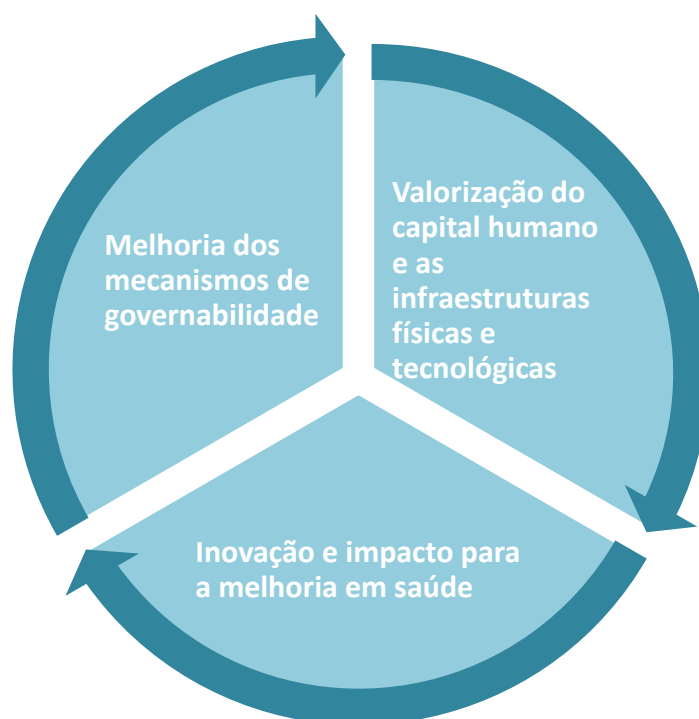 Melhoria dos
mecanismos de
governabilidade
Valorização do
capital humano
e as
infraestruturas
físicas e
tecnológicas
Inovação e impacto para
a melhoria em saúde